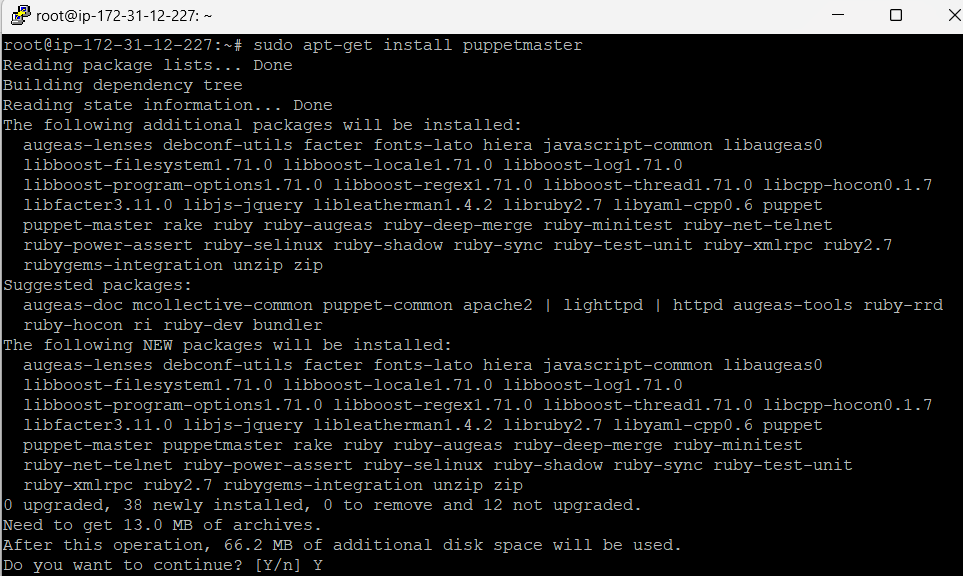 root@ip-172-31-12-227: ~
root@ip-172-31-12-227:~# sudo apt-get install puppetmaster
Reading package lists... Done
Building dependency tree
Reading state information... Done
The following additional packages will be installed:
  augeas-lenses debconf-utils facter fonts-lato hiera javascript-common libaugeas0
  libboost-filesystem1.71.0 libboost-locale1.71.0 libboost-log1.71.0
  libboost-program-options1.71.0 libboost-regex1.71.0 libboost-thread1.71.0 libcpp-hocon0.1.7
  libfacter3.11.0 libjs-jquery libleatherman1.4.2 libruby2.7 libyaml-cpp0.6 puppet
  puppet-master rake ruby ruby-augeas ruby-deep-merge ruby-minitest ruby-net-telnet
  ruby-power-assert ruby-selinux ruby-shadow ruby-sync ruby-test-unit ruby-xmlrpc ruby2.7
  rubygems-integration unzip zip
Suggested packages:
  augeas-doc mcollective-common puppet-common apache2 | lighttpd | httpd augeas-tools ruby-rrd
  ruby-hocon ri ruby-dev bundler
The following NEW packages will be installed:
  augeas-lenses debconf-utils facter fonts-lato hiera javascript-common libaugeas0
  libboost-filesystem1.71.0 libboost-locale1.71.0 libboost-log1.71.0
  libboost-program-options1.71.0 libboost-regex1.71.0 libboost-thread1.71.0 libcpp-hocon0.1.7
  libfacter3.11.0 libjs-jquery libleatherman1.4.2 libruby2.7 libyaml-cpp0.6 puppet
  puppet-master puppetmaster rake ruby ruby-augeas ruby-deep-merge ruby-minitest
  ruby-net-telnet ruby-power-assert ruby-selinux ruby-shadow ruby-sync ruby-test-unit
  ruby-xmlrpc ruby2.7 rubygems-integration unzip zip
0 upgraded, 38 newly installed, 0 to remove and 12 not upgraded.
Need to get 13.0 MB of archives.
After this operation, 66.2 MB of additional disk space will be used.
Do you want to continue? [Y/n] Y